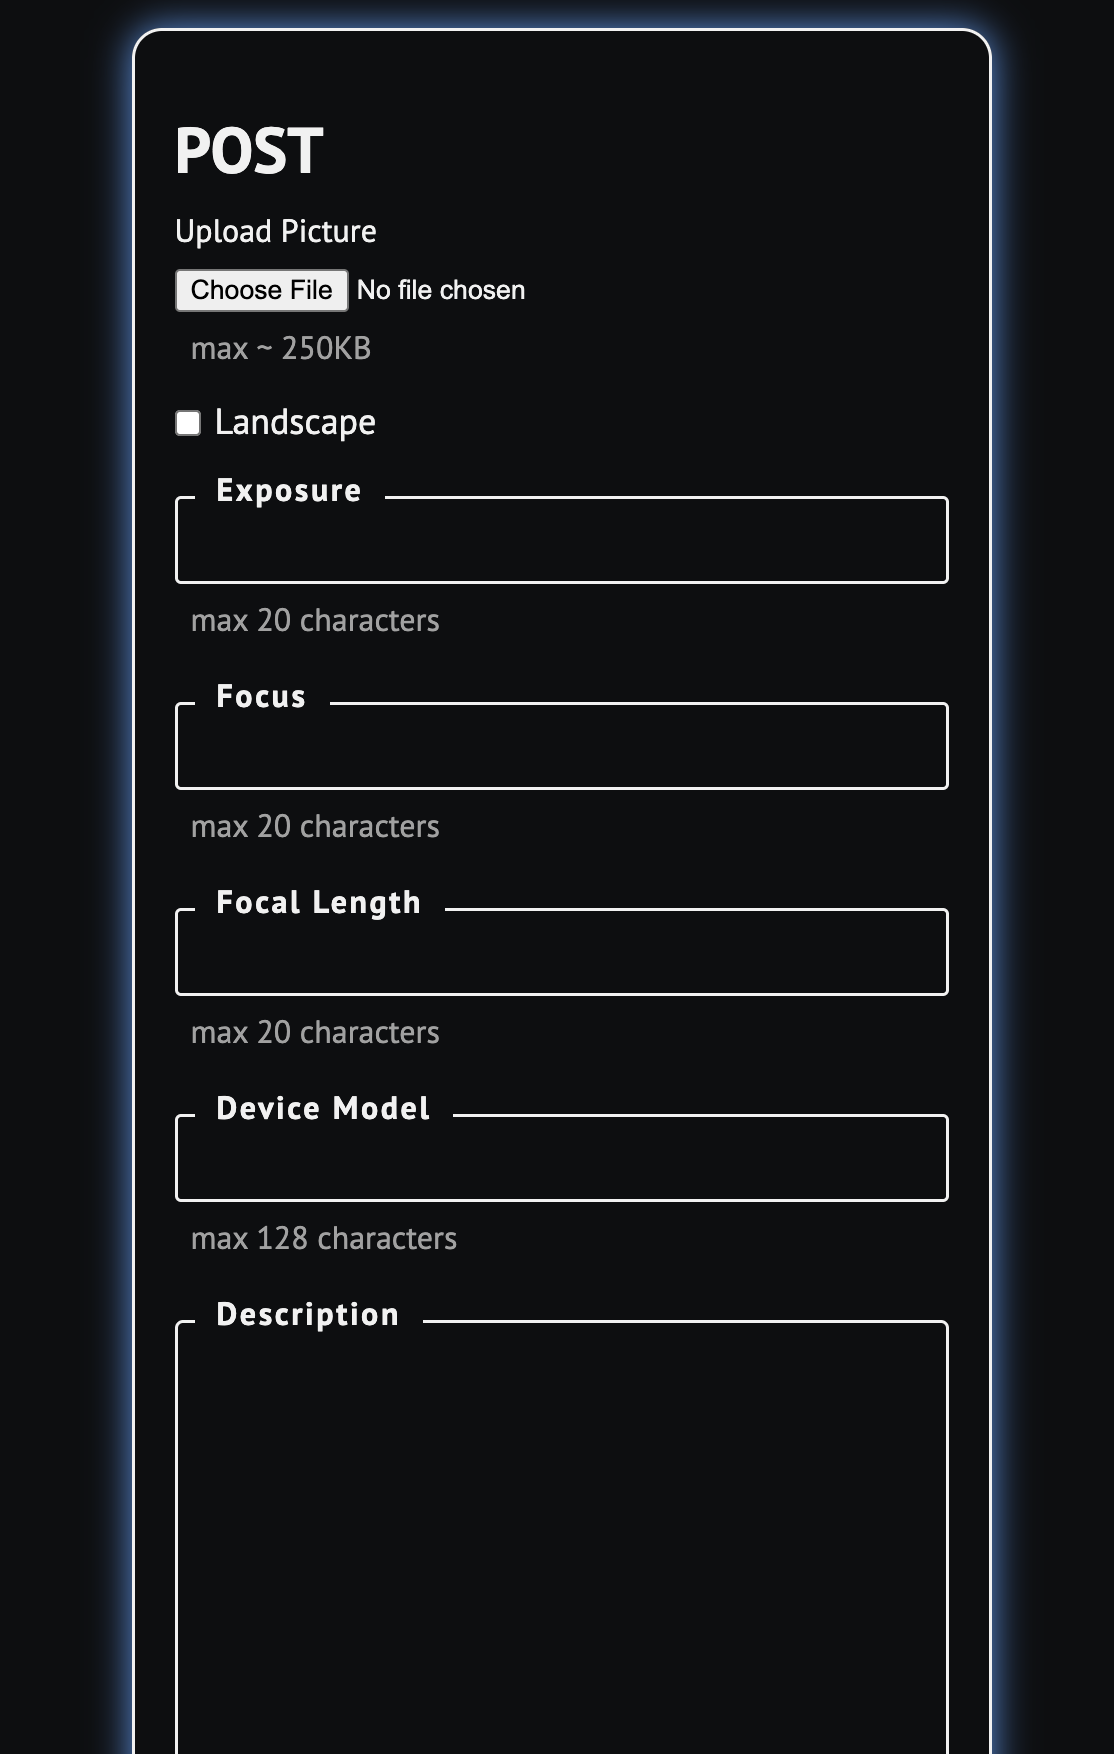 POST
Upload Picture
Choose File No file chosen
max ~ 250KB
Landscape
Exposure
max 20 characters
Focus
max 20 characters
Focal Length
max 20 characters
Device Model
max 128 characters
Description